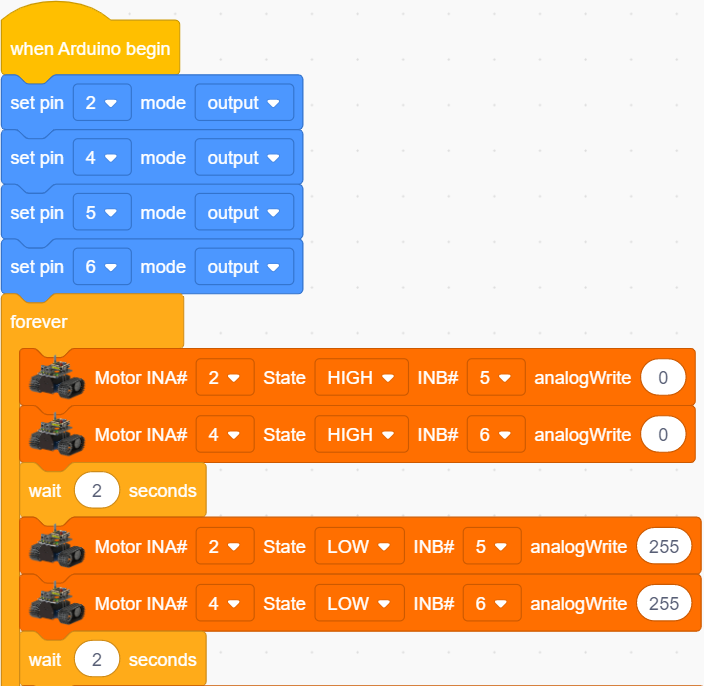 when Arduino begin
set pin 2 mode output
set pin 4 mode output
set pin 5 mode output
set pin 6 mode output
forever
Motor INA# 2 State HIGH INB# 5 analogWrite 0
Motor INA# 4 State HIGH INB# 6 analogWrite 0
wait 2 seconds
Motor INA# 2 State LOW INB# 5 analogWrite 255
Motor INA# 4 State LOW INB# 6 analogWrite 255
wait 2 seconds